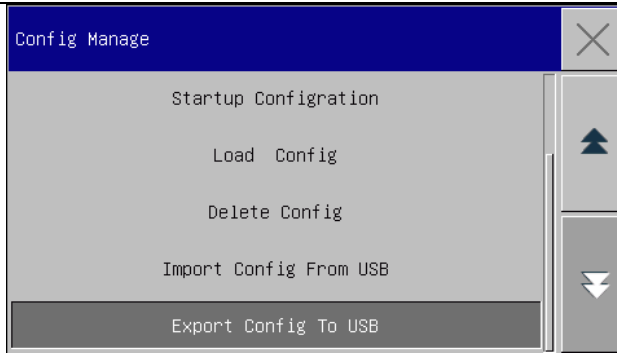 Config Manage
Startup Configration
Load Config
Delete Config
Import Config From USB
Export Config To USB